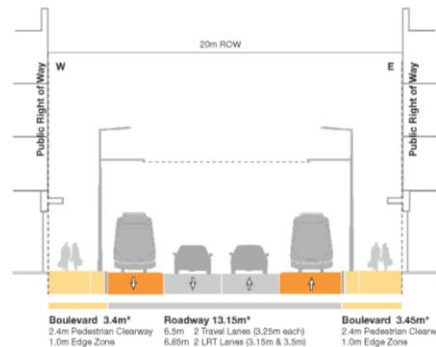 20m ROW
W
E
Public Right of Way
Public Right of Way
Boulevard 3.4m*
2.4m Pedestrian Clearway
1.0m Edge Zone
Roadway 13.15m*
6.5m 2 Travel Lanes (3.25m each)
6.65m 2 LRT Lanes (3.15m & 3.5m)
Boulevard 3.45m*
2.4m Pedestrian Clearw
1.0m Edge Zone